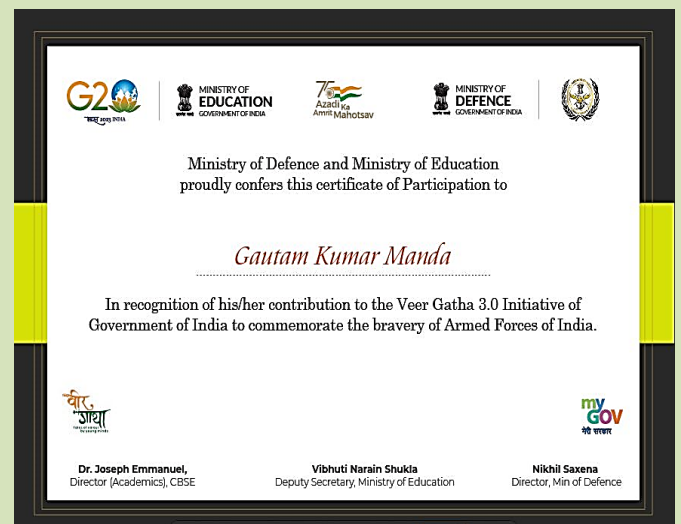 G20
भारत 2023 INDIA
MINISTRY OF
EDUCATION
GOVERNMENT OF INDIA
75
Azadi Ka
Amrit Mahotsav
MINISTRY OF
DEFENCE
GOVERNMENT OF INDIA
Ministry of Defence and Ministry of Education
proudly confers this certificate of Participation to
Gautam Kumar Manda
In recognition of his/her contribution to the Veer Gatha 3.0 Initiative of
Government of India to commemorate the bravery of Armed Forces of India.
वीर
गाथा
my
GOV
मेरी सरकार
Dr. Joseph Emmanuel,
Director (Academics), CBSE
Vibhuti Narain Shukla
Deputy Secretary, Ministry of Education
Nikhil Saxena
Director, Min of Defence